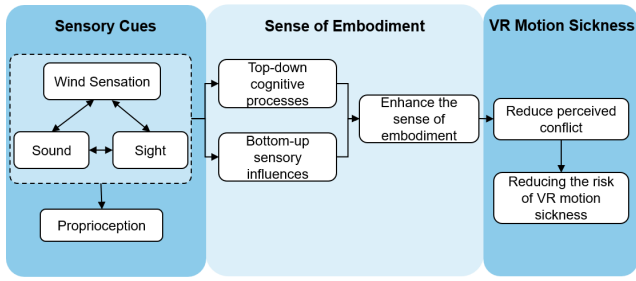 Sensory Cues
Wind Sensation
Sound
Sight
Proprioception
Sense of Embodiment
Top-down
cognitive
processes
Bottom-up
sensory
influences
Enhance the
sense of
embodiment
VR Motion Sickness
Reduce perceived
conflict
Reducing the risk
of VR motion
sickness